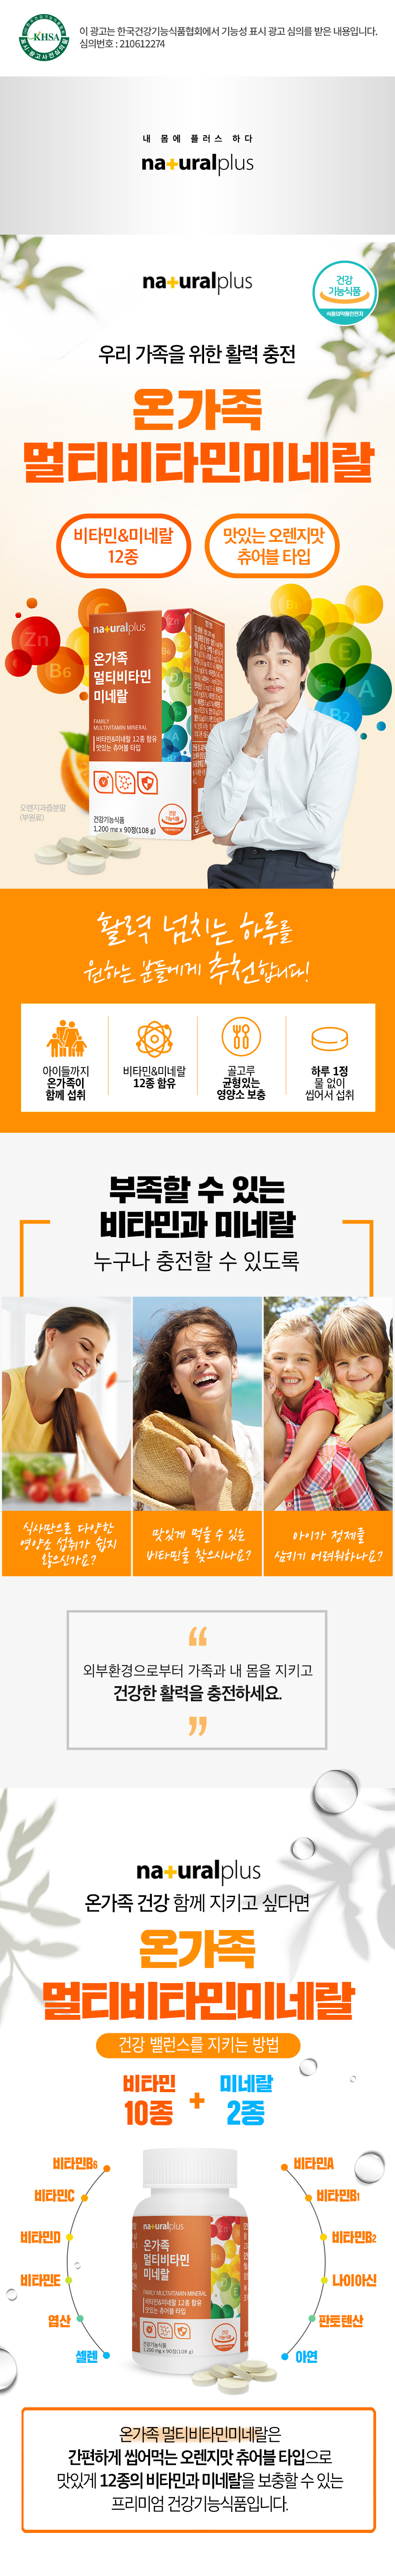 이 광고는 한국건강기능식품협회에서 기능성 표시 광고 심의를 받은 내용입니다.
심의번호 : 210612274
KHSA
내 몸에 플러스 하다
na+uralplus
na+uralplus
건강
기능식품
식품의약품안전처
우리 가족을 위한 활력 충전
온가족
멀티비타민미네랄
비타민&미네랄
12종
맛있는 오렌지맛
츄어블 타입
Zn
C
B6
B1
D
E
Se
A
B2
na+uralplus
온가족
멀티비타민
미네랄
FAMILY
MULTIVITAMIN MINERAL
비타민&미네랄 12종 함유
맛있는 츄어블 타입
건강기능식품
1,200 mg x 90정(108 g)
건강
기능식품
오렌지과즙분말
(부원료)
활력 넘치는 하루를
원하는 분들에게 추천합니다!
아이들까지
온가족이
함께 섭취
비타민&미네랄
12종 함유
골고루
균형있는
영양소 보충
하루 1정
물 없이
씹어서 섭취
부족할 수 있는
비타민과 미네랄
누구나 충전할 수 있도록
식사만으로 다양한
영양소 섭취가 쉽지
않으신가요?
맛있게 먹을 수 있는
비타민을 찾으시나요?
아이가 정제를
삼키기 어려워하나요?
“
외부환경으로부터 가족과 내 몸을 지키고
건강한 활력을 충전하세요.
”
na+uralplus
온가족 건강 함께 지키고 싶다면
온가족
멀티비타민미네랄
건강 밸런스를 지키는 방법
비타민
10종
+
미네랄
2종
비타민B6
비타민C
비타민D
비타민E
엽산
셀렌
비타민A
비타민B1
비타민B2
나이아신
판토텐산
아연
na+uralplus
온가족
멀티비타민
미네랄
FAMILY MULTIVITAMIN MINERAL
비타민&미네랄 12종 함유
맛있는 츄어블 타입
건강기능식품
1,200 mg x 90정(108 g)
온가족 멀티비타민미네랄은
간편하게 씹어먹는 오렌지맛 츄어블 타입으로
맛있게 12종의 비타민과 미네랄을 보충할 수 있는
프리미엄 건강기능식품입니다.